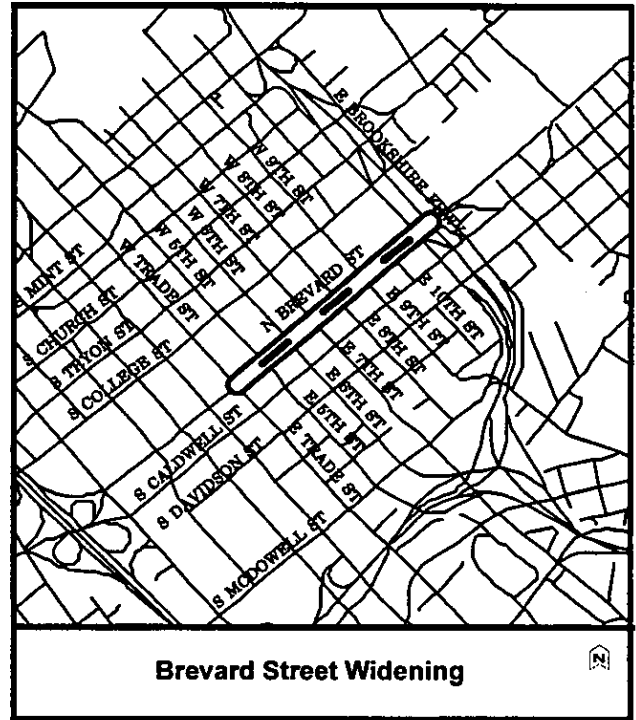 E BROOKSHIRE FRWY
W 9TH ST
W 8TH ST
W 7TH ST
W 6TH ST
W 5TH ST
W TRADE ST
S MINT ST
S CHURCH ST
S TRYON ST
S COLLEGE ST
N BREVARD ST
E 10TH ST
E 9TH ST
E 8TH ST
E 7TH ST
E 6TH ST
E 5TH ST
E TRADE ST
S CALDWELL ST
S DAVIDSON ST
S MCDOWELL ST
Brevard Street Widening
N